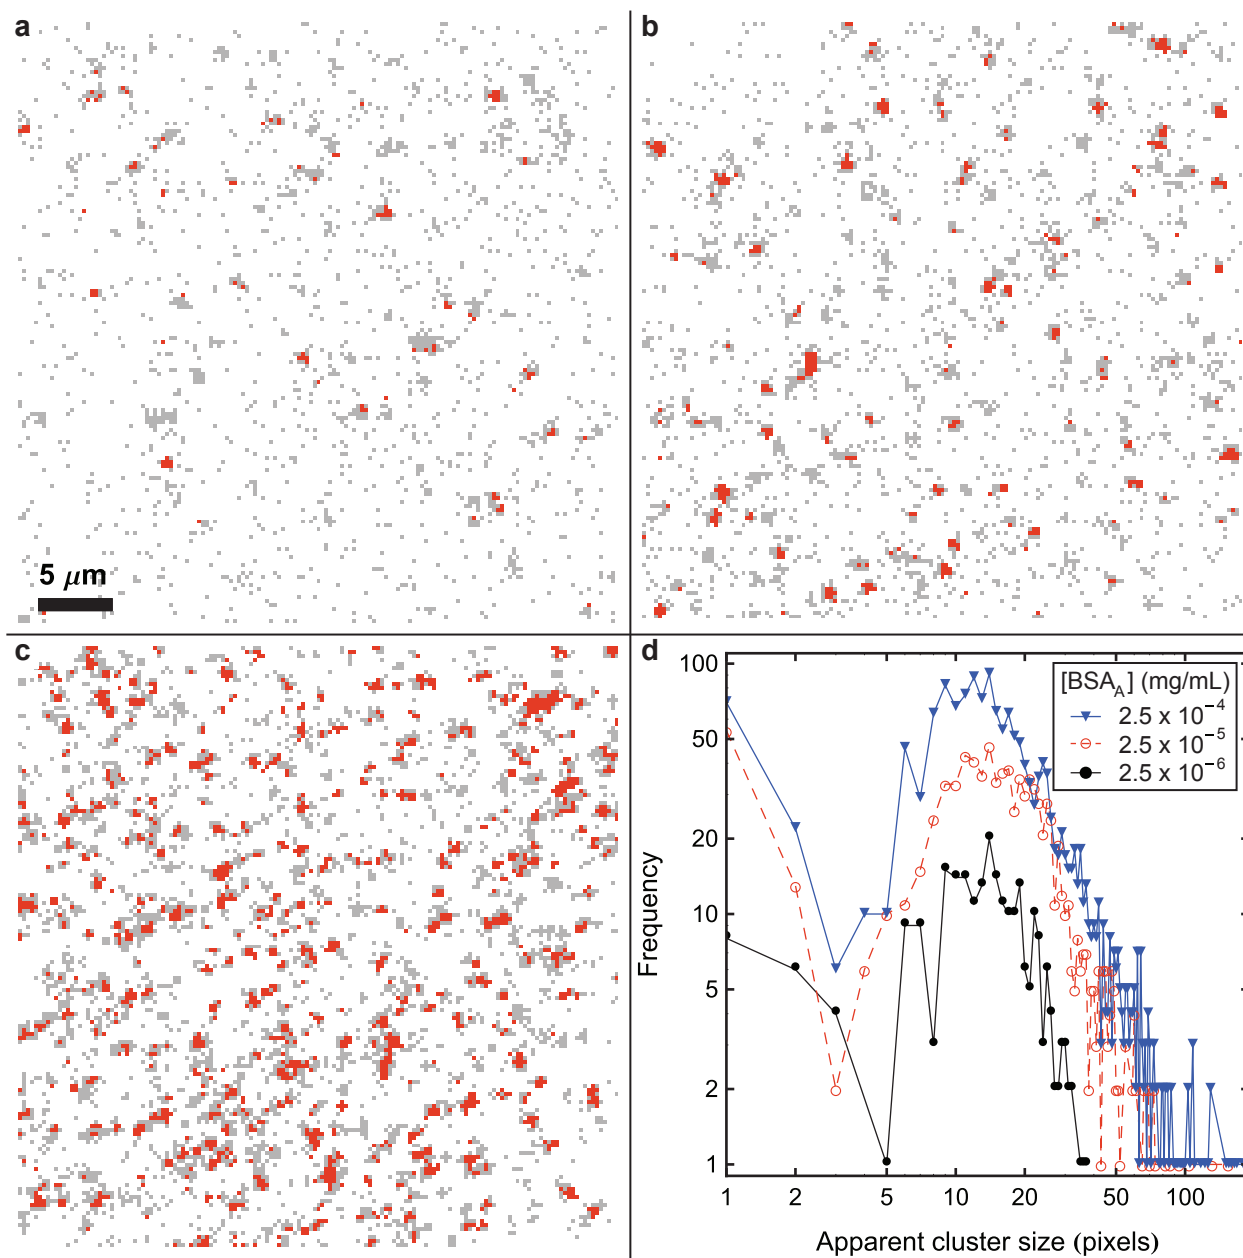 a
b
5 μm
c
d
100
50
20
10
5
2
1
Frequency
[BSA_A] (mg/mL)
2.5 x 10⁻⁴
2.5 x 10⁻⁵
2.5 x 10⁻⁶
1 2 5 10 20 50 100
Apparent cluster size (pixels)